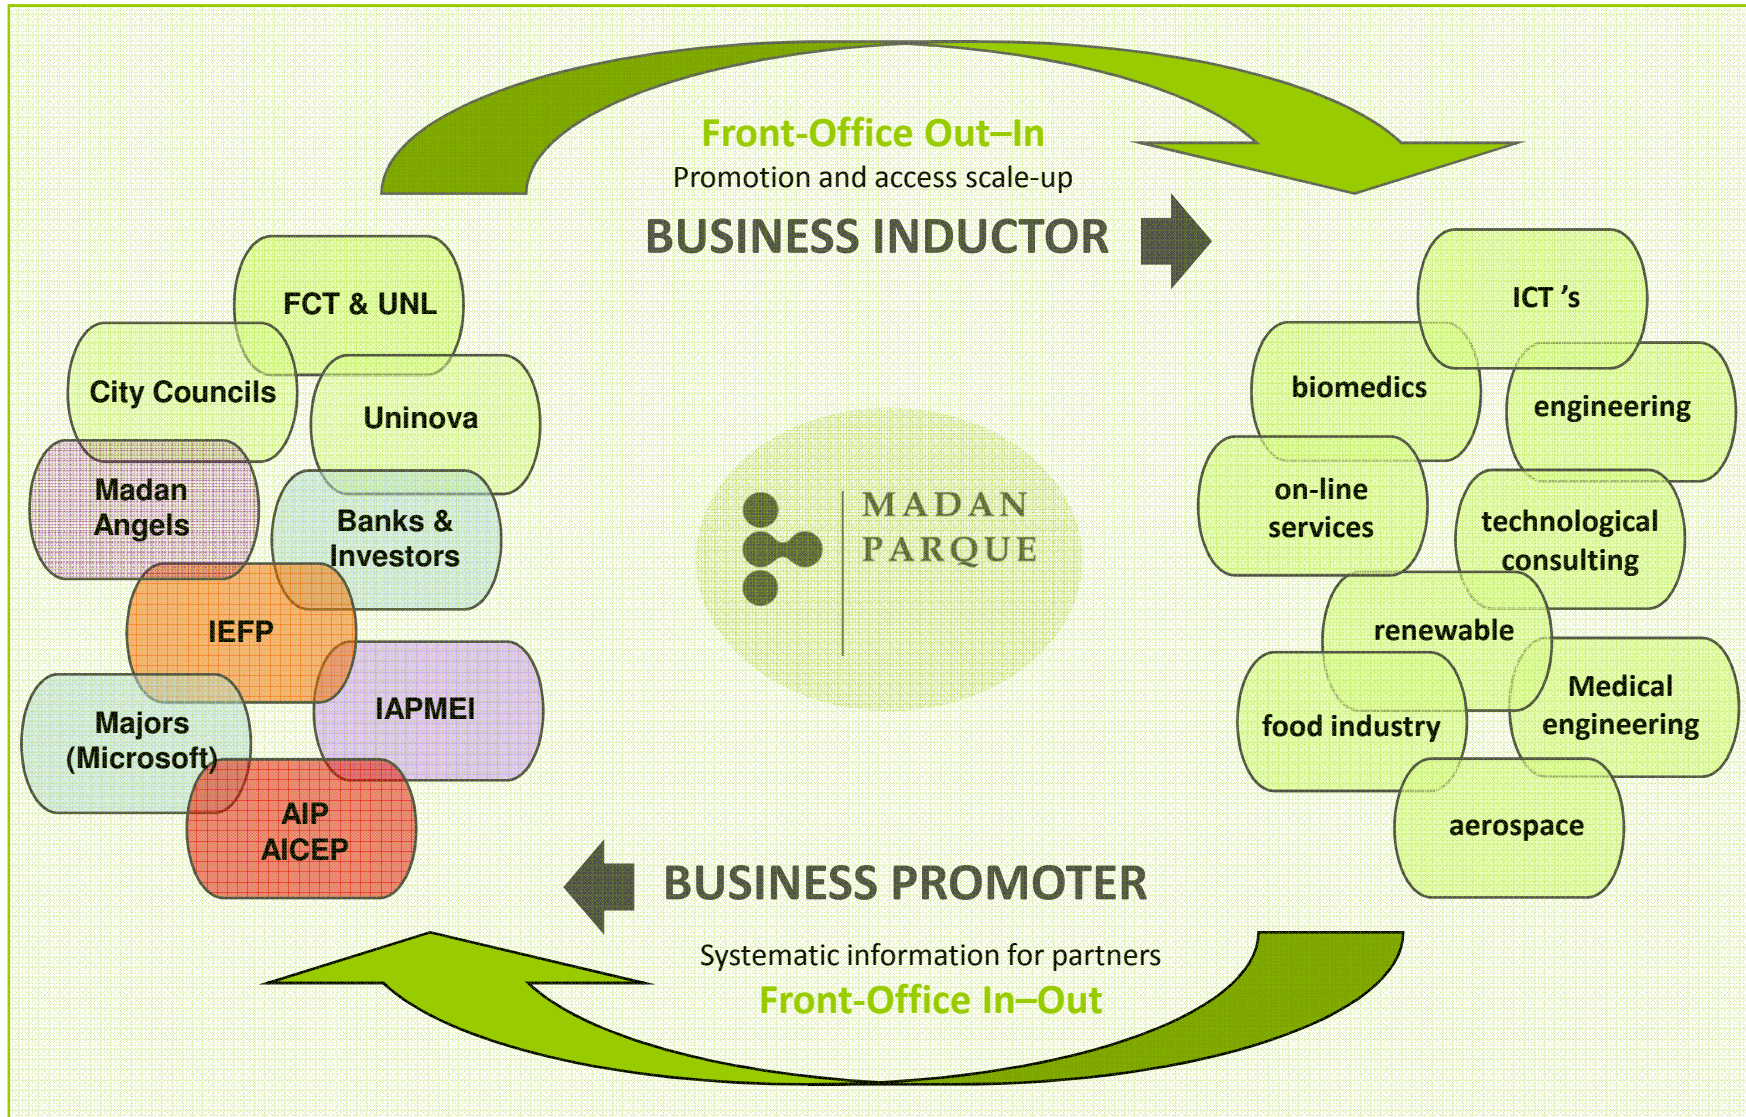 Front-Office Out–In
Promotion and access scale-up
BUSINESS INDUCTOR
FCT & UNL
City Councils
Uninova
Madan
Angels
Banks &
Investors
IEFP
IAPMEI
Majors
(Microsoft)
AIP
AICEP
MADAN
PARQUE
ICT 's
biomedics
engineering
on-line
services
technological
consulting
renewable
food industry
Medical
engineering
aerospace
BUSINESS PROMOTER
Systematic information for partners
Front-Office In–Out